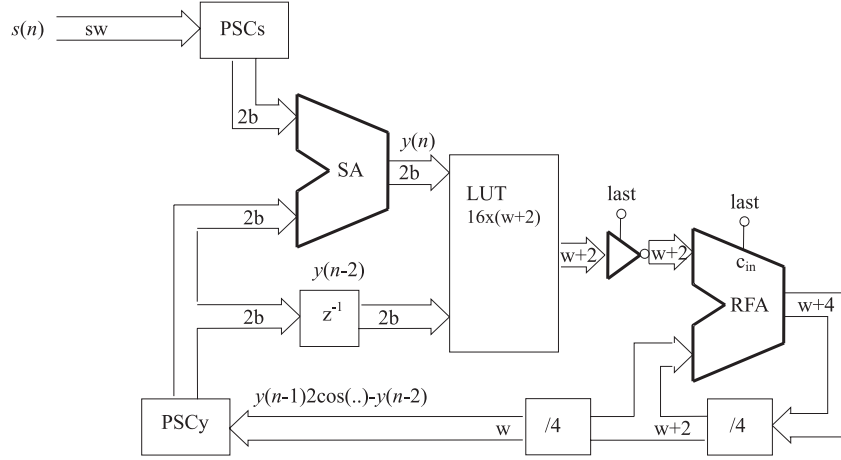 s(n)
sw
PSCs
2b
SA
y(n)
2b
2b
y(n-2)
z⁻¹
2b
2b
LUT
16x(w+2)
w+2
last
w+2
last
c_in
RFA
w+4
y(n-1)2cos(..)-y(n-2)
PSCy
w
/4
w+2
/4